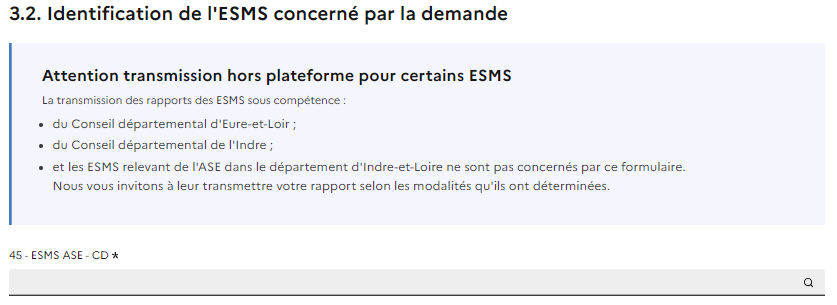 3.2. Identification de l'ESMS concerné par la demande
Attention transmission hors plateforme pour certains ESMS
La transmission des rapports des ESMS sous compétence :
• du Conseil départemental d'Eure-et-Loir ;
• du Conseil départemental de l'Indre ;
• et les ESMS relevant de l'ASE dans le département d'Indre-et-Loire ne sont pas concernés par ce formulaire.
Nous vous invitons à leur transmettre votre rapport selon les modalités qu'ils ont déterminées.
45 - ESMS ASE - CD *